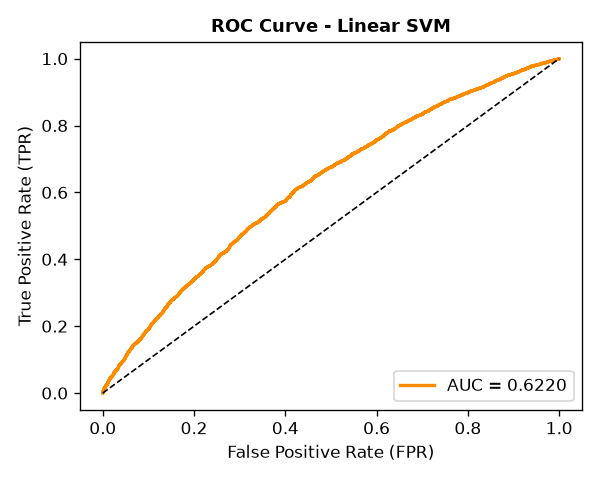 ROC Curve - Linear SVM
True Positive Rate (TPR)
1.0
0.8
0.6
0.4
0.2
0.0
AUC = 0.6220
0.0 0.2 0.4 0.6 0.8 1.0
False Positive Rate (FPR)